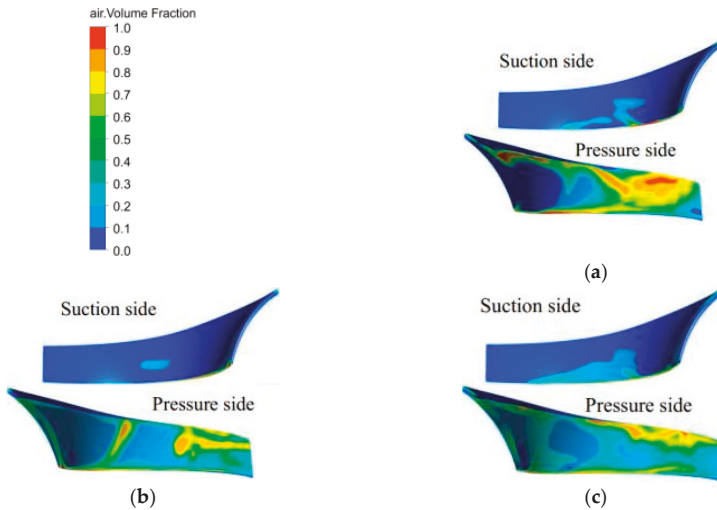 air.Volume Fraction
1.0
0.9
0.8
0.7
0.6
0.5
0.4
0.3
0.2
0.1
0.0
Suction side
Pressure side
(a)
Suction side
Pressure side
(b)
Suction side
Pressure side
(c)